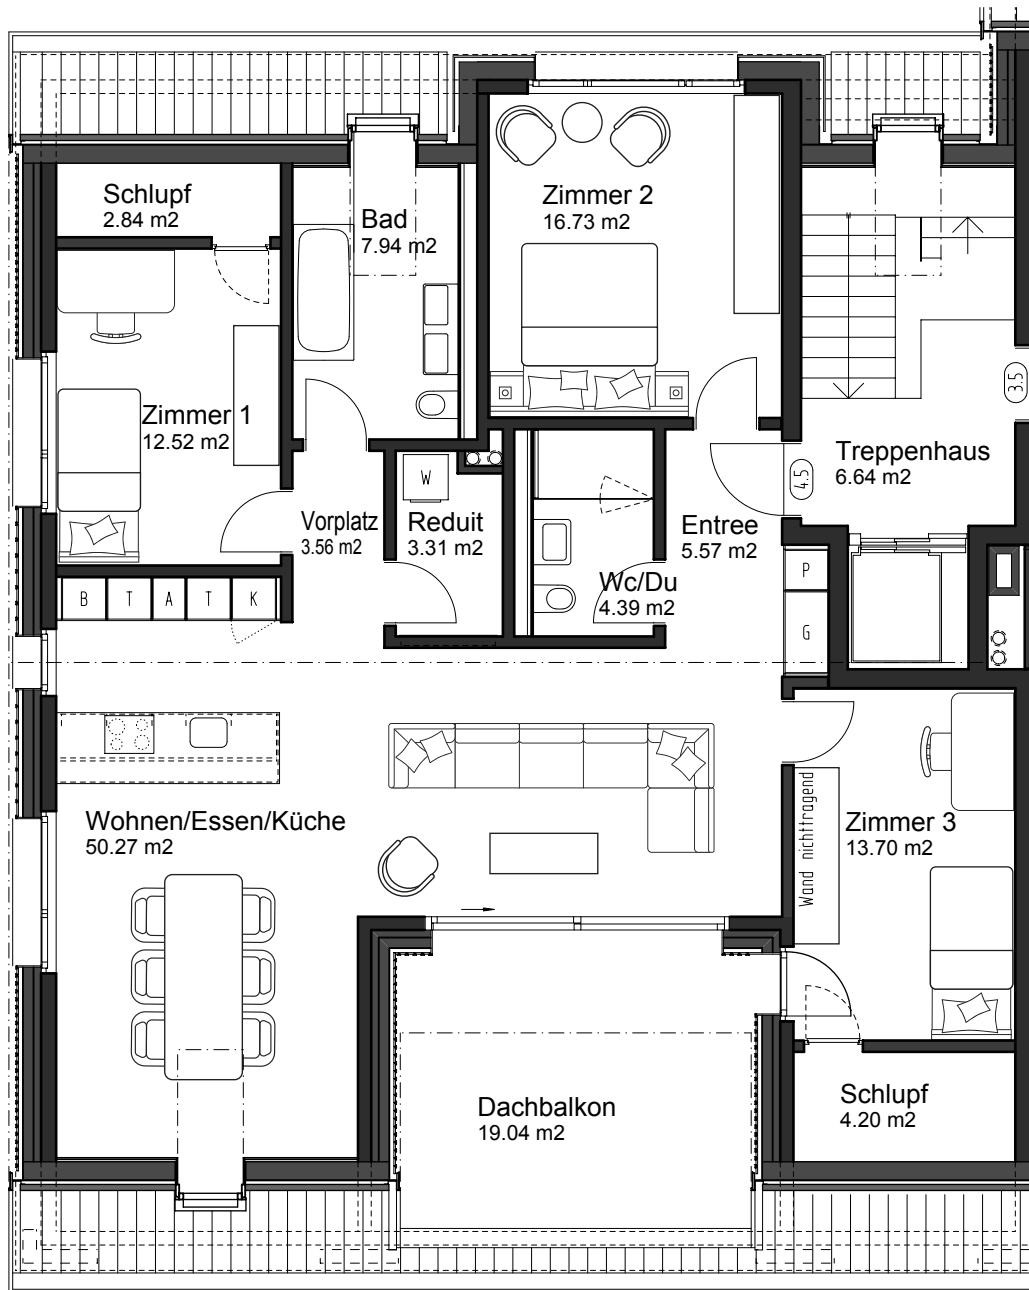 Schlupf
2.84 m2
Bad
7.94 m2
Zimmer 2
16.73 m2
Zimmer 1
12.52 m2
3.5
Treppenhaus
6.64 m2
4.5
W
Vorplatz
3.56 m2
Reduit
3.31 m2
Entree
5.57 m2
Wc/Du
4.39 m2
P
G
B T A T K
Wohnen/Essen/Küche
50.27 m2
Wand nichttragend
Zimmer 3
13.70 m2
Dachbalkon
19.04 m2
Schlupf
4.20 m2